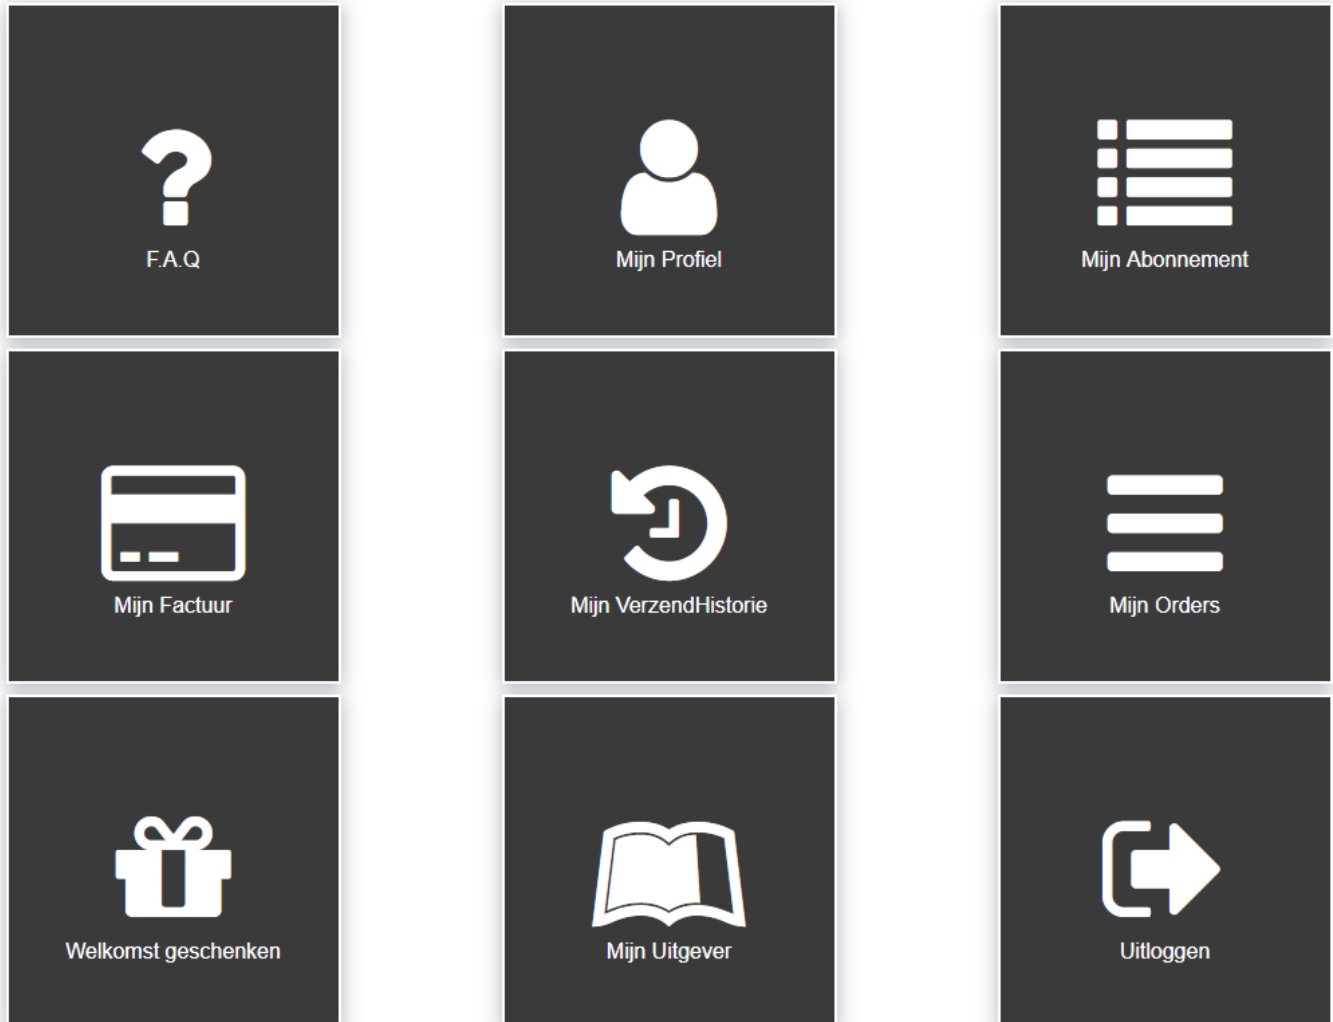 F.A.Q
Mijn Profiel
Mijn Abonnement
Mijn Factuur
Mijn VerzendHistorie
Mijn Orders
Welkomst geschenken
Mijn Uitgever
Uitloggen